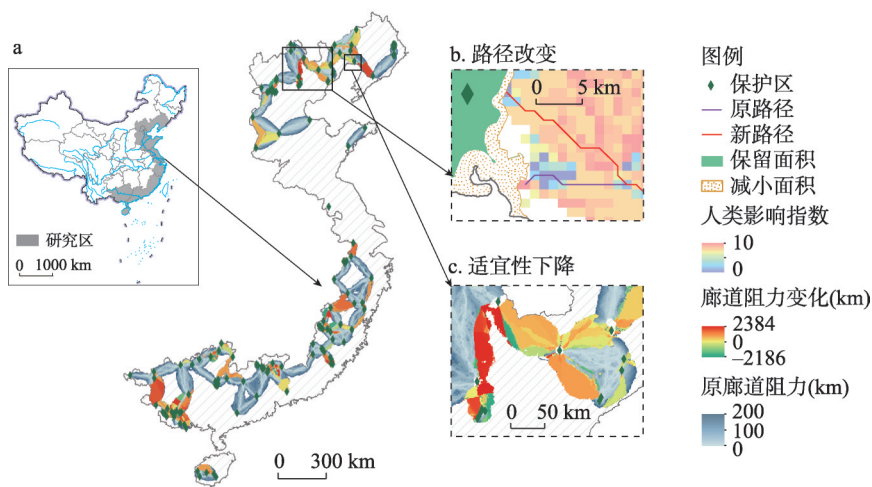 a
研究区
0 1000 km
0 300 km
b. 路径改变
0 5 km
c. 适宜性下降
0 50 km
图例
保护区
原路径
新路径
保留面积
减小面积
人类影响指数
10
0
廊道阻力变化(km)
2384
0
−2186
原廊道阻力(km)
200
100
0